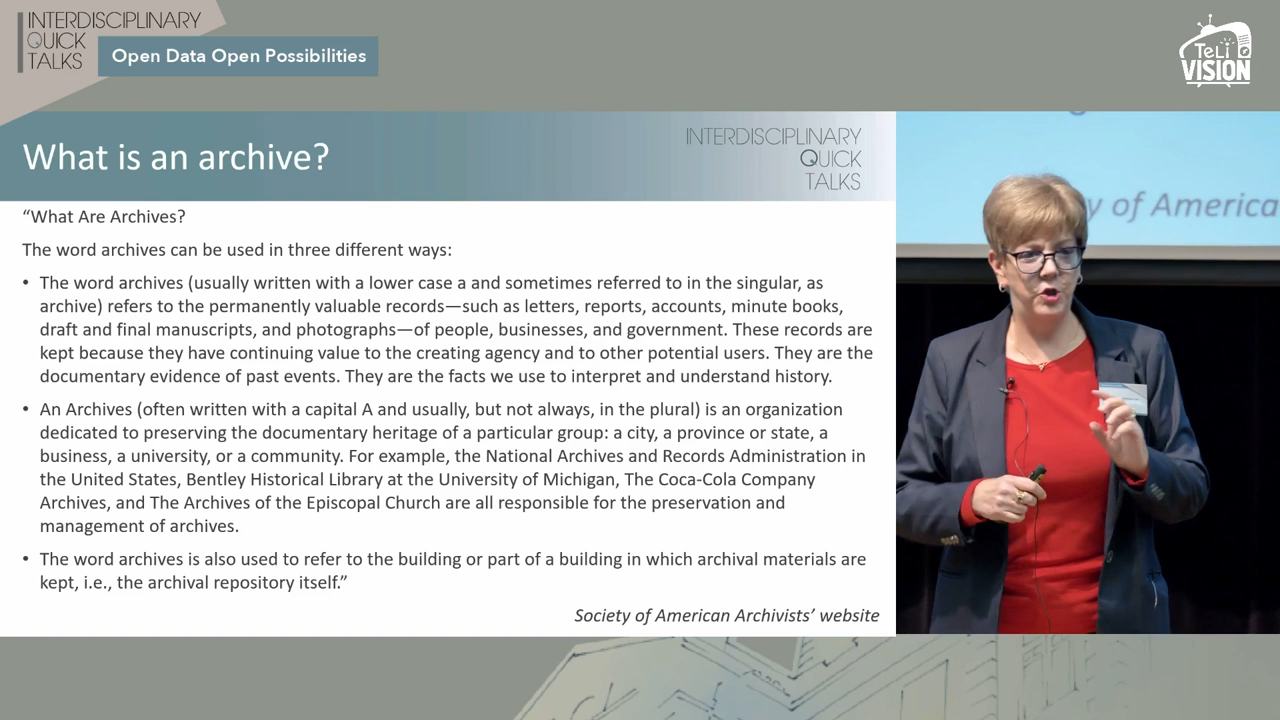 INTERDISCIPLINARY
QUICK
TALKS
Open Data Open Possibilities
TeLi
VISION
What is an archive?
INTERDISCIPLINARY
QUICK
TALKS
“What Are Archives?
The word archives can be used in three different ways:
• The word archives (usually written with a lower case a and sometimes referred to in the singular, as
archive) refers to the permanently valuable records—such as letters, reports, accounts, minute books,
draft and final manuscripts, and photographs—of people, businesses, and government. These records are
kept because they have continuing value to the creating agency and to other potential users. They are the
documentary evidence of past events. They are the facts we use to interpret and understand history.
• An Archives (often written with a capital A and usually, but not always, in the plural) is an organization
dedicated to preserving the documentary heritage of a particular group: a city, a province or state, a
business, a university, or a community. For example, the National Archives and Records Administration in
the United States, Bentley Historical Library at the University of Michigan, The Coca-Cola Company
Archives, and The Archives of the Episcopal Church are all responsible for the preservation and
management of archives.
• The word archives is also used to refer to the building or part of a building in which archival materials are
kept, i.e., the archival repository itself.”
Society of American Archivists’ website
y of America